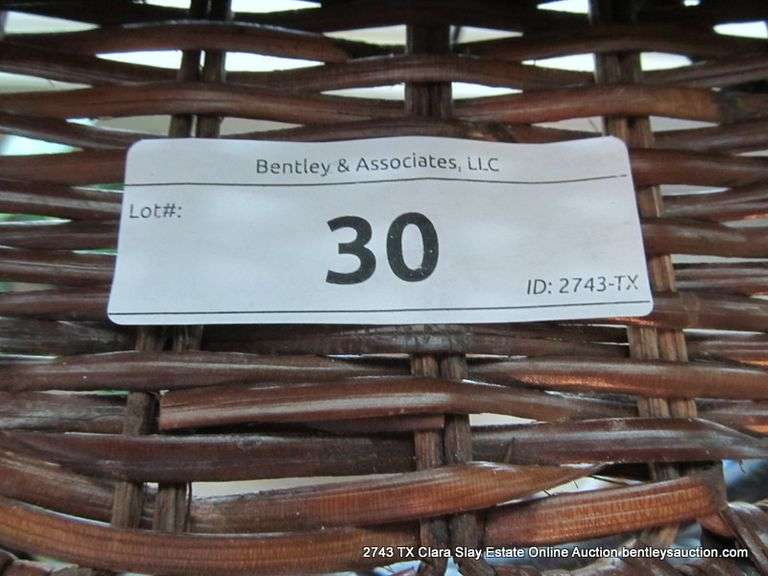 Bentley & Associates, LLC
Lot#:
30
ID: 2743-TX
2743 TX Clara Slay Estate Online Auction bentleysauction.com